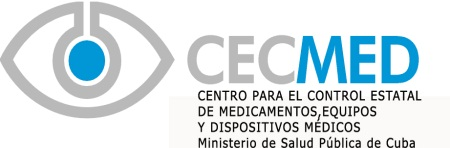 CECMED
CENTRO PARA EL CONTROL ESTATAL
DE MEDICAMENTOS,EQUIPOS
Y DISPOSITIVOS MÉDICOS
Ministerio de Salud Pública de Cuba